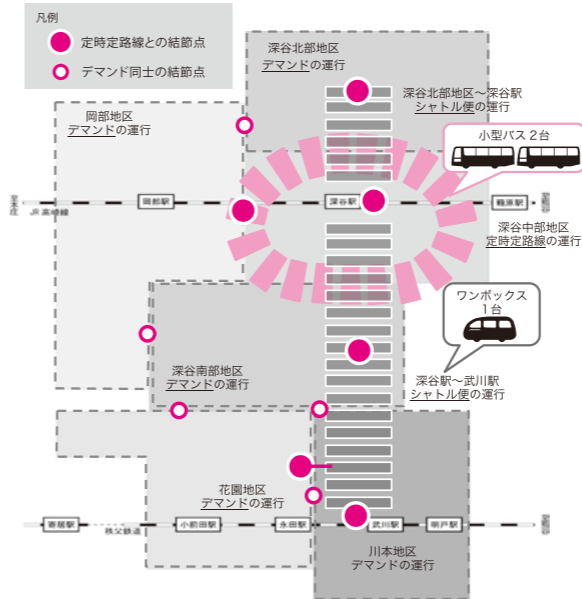 凡例
定時定路線との結節点
デマンド同士の結節点
深谷北部地区
デマンドの運行
深谷北部地区～深谷駅
シャトル便の運行
岡部地区
デマンドの運行
小型バス 2台
至本庄
JR高崎線
岡部駅
深谷駅
籠原駅
深谷中部地区
定時定路線の運行
ワンボックス
1台
深谷南部地区
デマンドの運行
深谷駅～武川駅
シャトル便の運行
花園地区
デマンドの運行
寄居駅
秩父鉄道
小前田駅
永田駅
武川駅
明戸駅
川本地区
デマンドの運行